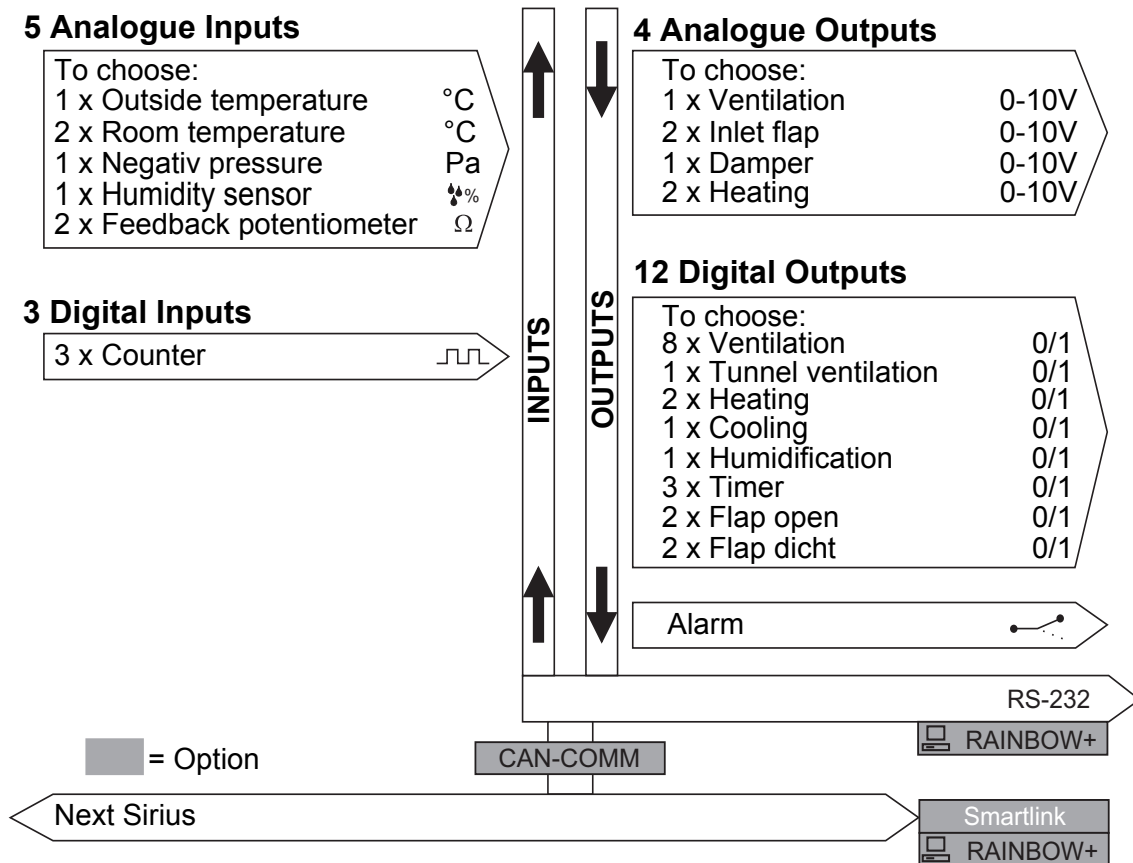 5 Analogue Inputs
To choose:
1 x Outside temperature °C
2 x Room temperature °C
1 x Negativ pressure Pa
1 x Humidity sensor %
2 x Feedback potentiometer Ω
3 Digital Inputs
3 x Counter
INPUTS
OUTPUTS
4 Analogue Outputs
To choose:
1 x Ventilation 0-10V
2 x Inlet flap 0-10V
1 x Damper 0-10V
2 x Heating 0-10V
12 Digital Outputs
To choose:
8 x Ventilation 0/1
1 x Tunnel ventilation 0/1
2 x Heating 0/1
1 x Cooling 0/1
1 x Humidification 0/1
3 x Timer 0/1
2 x Flap open 0/1
2 x Flap dicht 0/1
Alarm
RS-232
RAINBOW+
= Option
CAN-COMM
Next Sirius
Smartlink
RAINBOW+